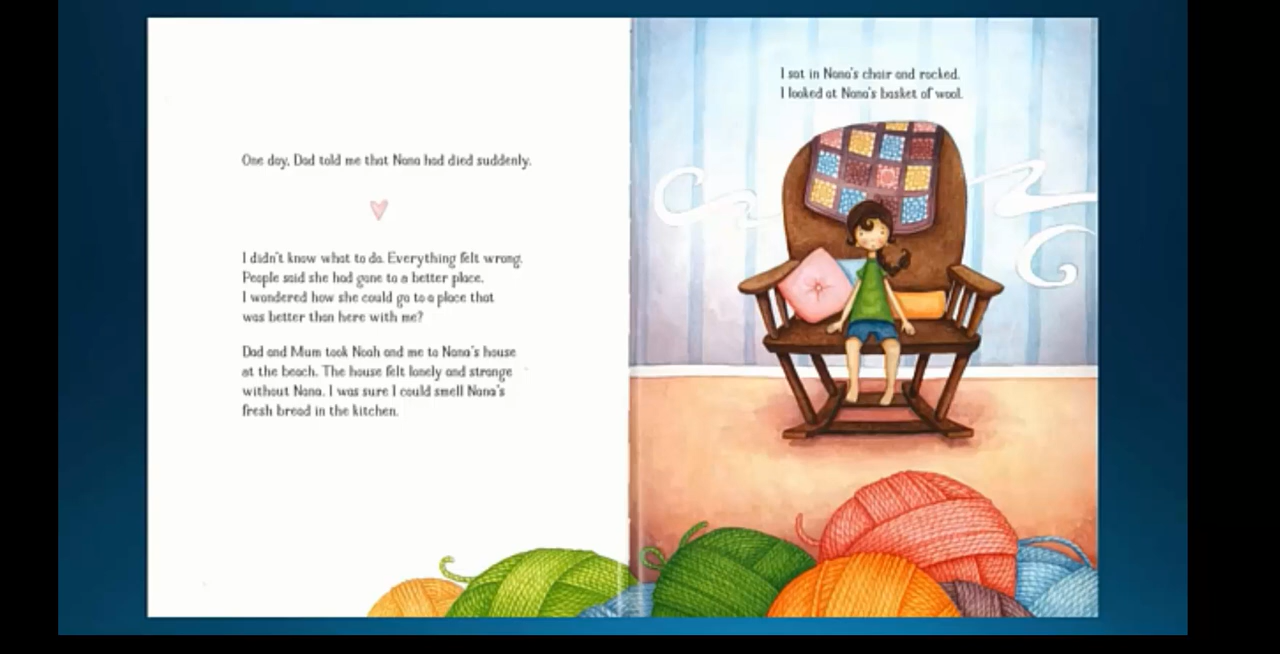 One day, Dad told me that Nana had died suddenly.
I didn't know what to do. Everything felt wrong.
People said she had gone to a better place.
I wondered how she could go to a place that
was better than here with me?
Dad and Mum took Noah and me to Nana's house
at the beach. The house felt lonely and strange
without Nana. I was sure I could smell Nana's
fresh bread in the kitchen.
I sat in Nana's chair and rocked.
I looked at Nana's basket of wool.